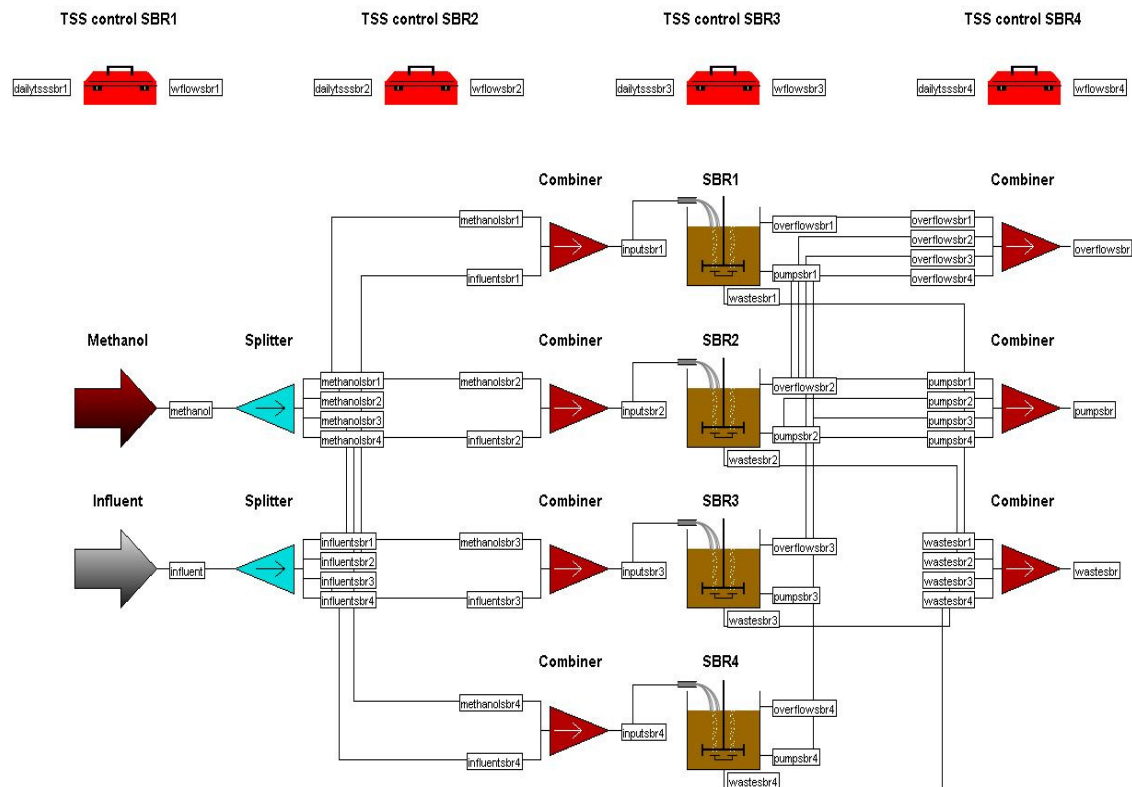 TSS control SBR1
TSS control SBR2
TSS control SBR3
TSS control SBR4
dailytsssbr1
wflowsbr1
dailytsssbr2
wflowsbr2
dailytsssbr3
wflowsbr3
dailytsssbr4
wflowsbr4
Combiner
SBR1
Combiner
methanolsbr1
influentsbr1
inputsbr1
overflowsbr1
pumpsbr1
wastesbr1
overflowsbr1
overflowsbr2
overflowsbr3
overflowsbr4
overflowsbr
Methanol
Splitter
Combiner
SBR2
Combiner
methanol
methanolsbr1
methanolsbr2
methanolsbr3
methanolsbr4
methanolsbr2
influentsbr2
inputsbr2
overflowsbr2
pumpsbr2
wastesbr2
pumpsbr1
pumpsbr2
pumpsbr3
pumpsbr4
pumpsbr
Influent
Splitter
Combiner
SBR3
Combiner
influent
influentsbr1
influentsbr2
influentsbr3
influentsbr4
methanolsbr3
influentsbr3
inputsbr3
overflowsbr3
pumpsbr3
wastesbr3
wastesbr1
wastesbr2
wastesbr3
wastesbr4
wastesbr
Combiner
SBR4
methanolsbr4
influentsbr4
inputsbr4
overflowsbr4
pumpsbr4
wastesbr4